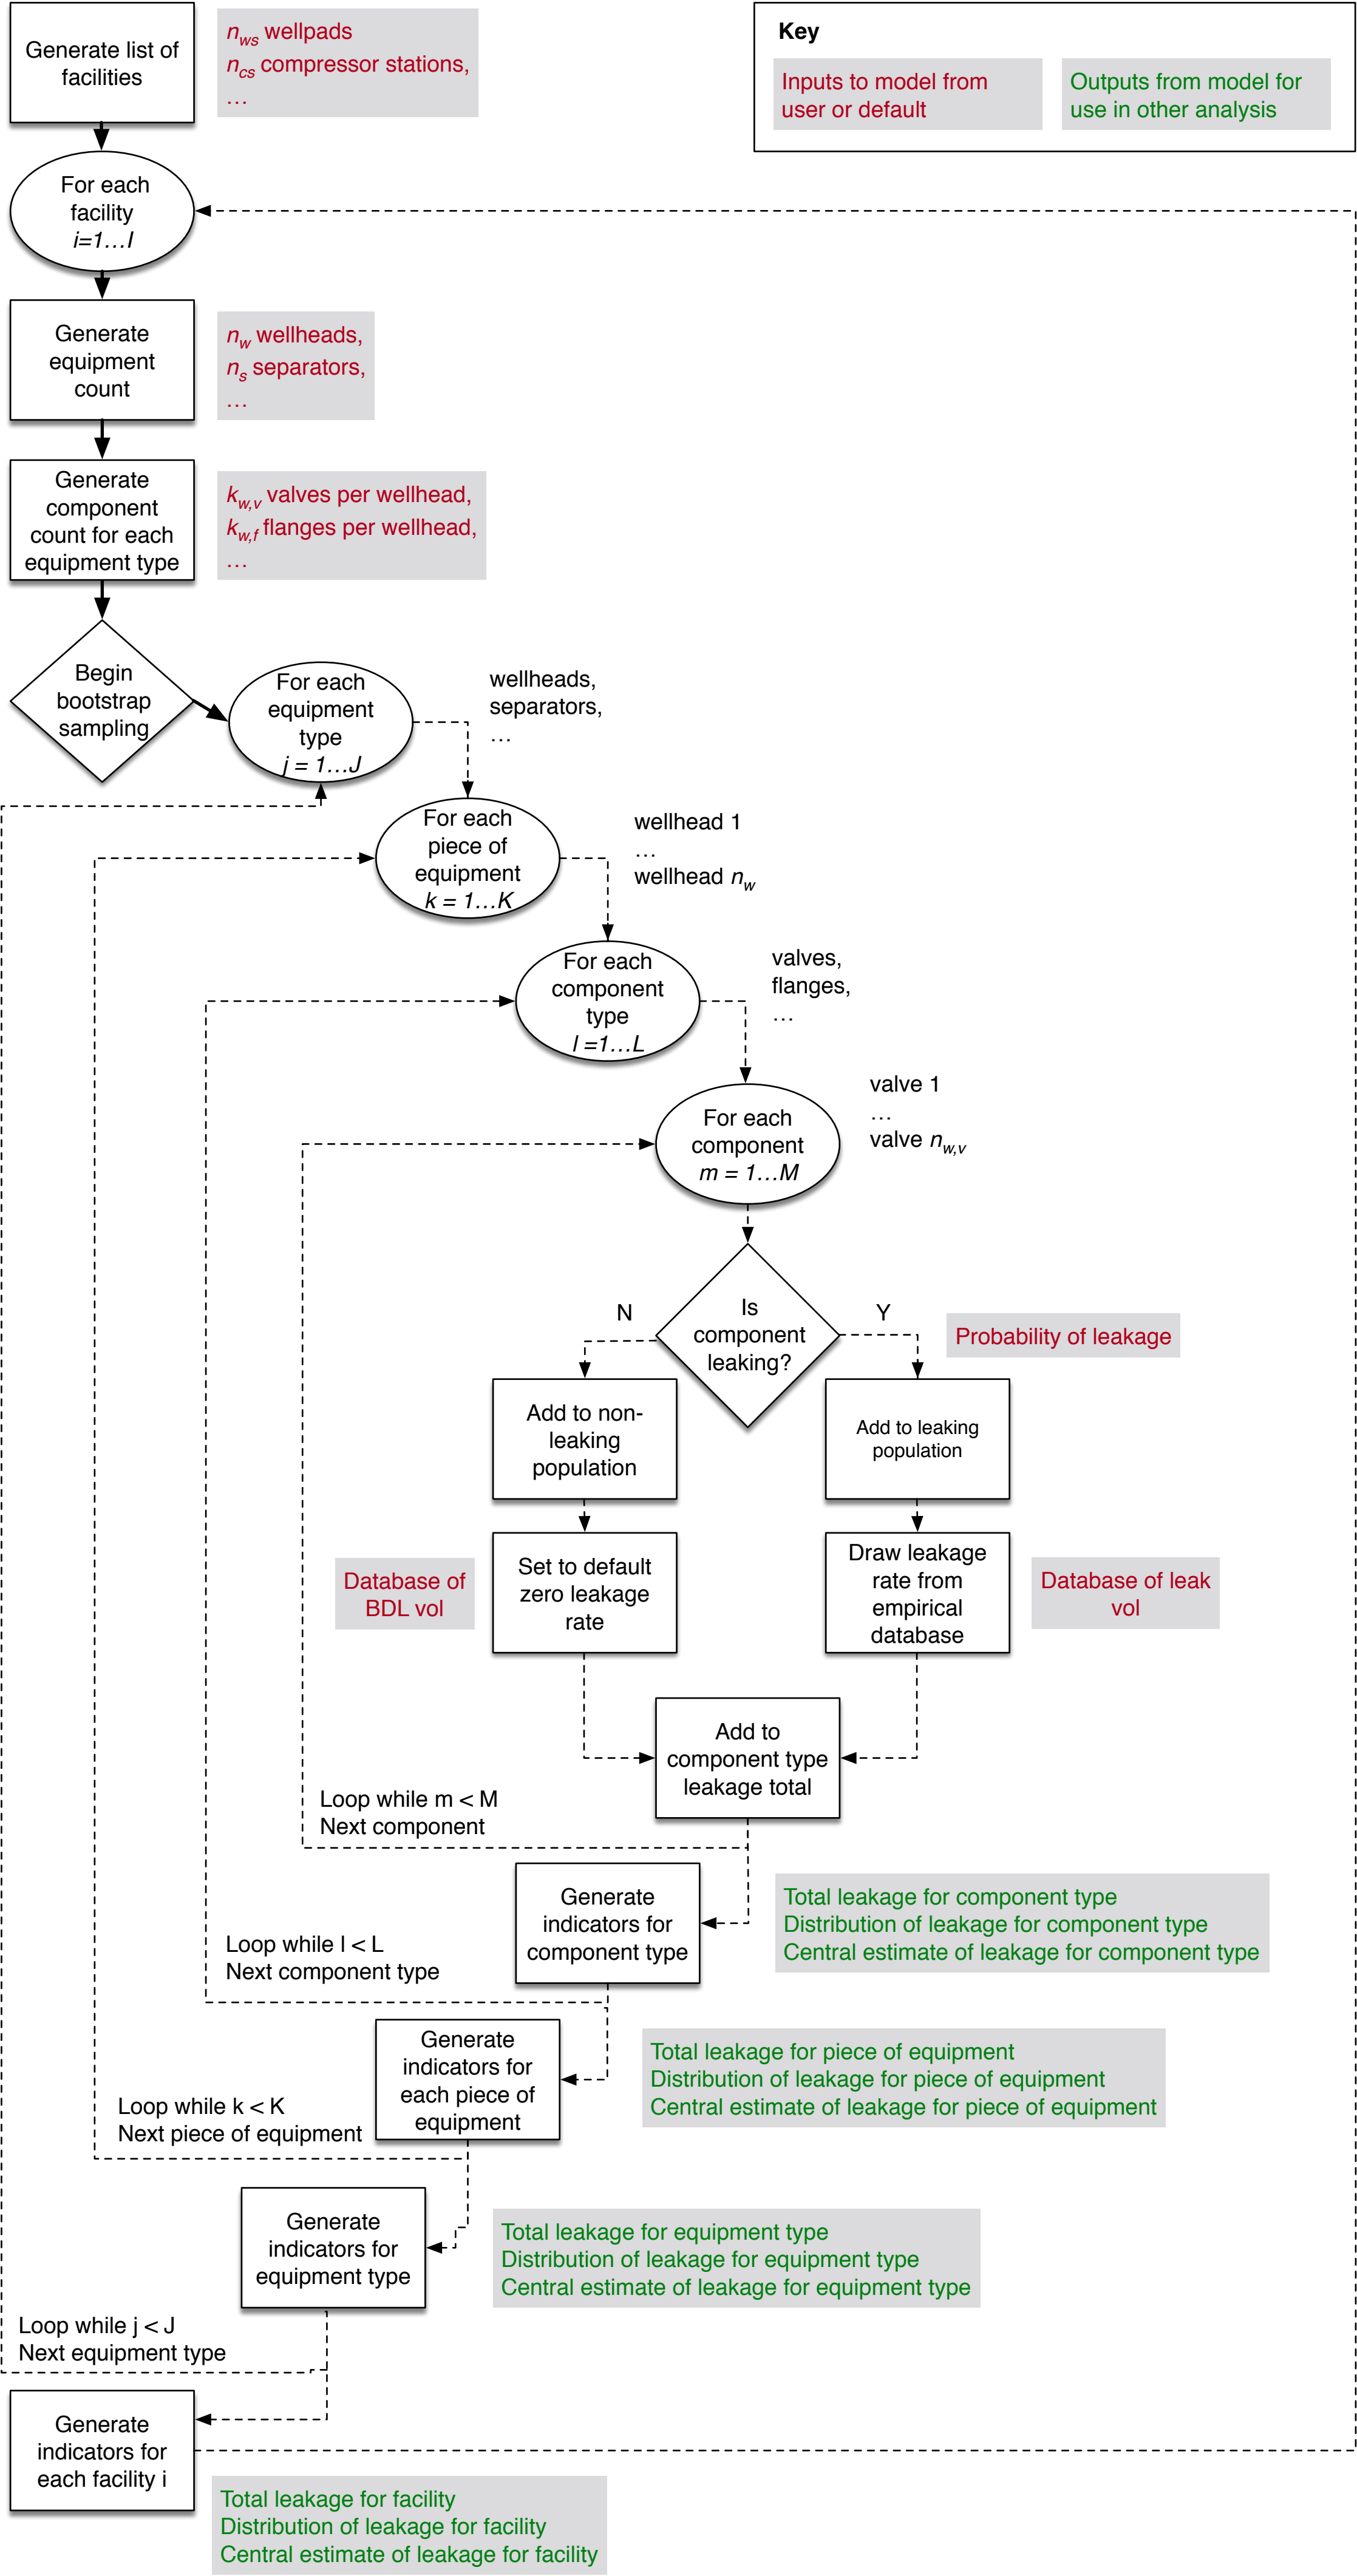 Generate list of
facilities
n_ws wellpads
n_cs compressor stations,
…
Key
Inputs to model from
user or default
Outputs from model for
use in other analysis
For each
facility
i=1…I
Generate
equipment
count
n_w wellheads,
n_s separators,
…
Generate
component
count for each
equipment type
k_w,v valves per wellhead,
k_w,f flanges per wellhead,
…
Begin
bootstrap
sampling
For each
equipment
type
j = 1…J
wellheads,
separators,
…
For each
piece of
equipment
k = 1…K
wellhead 1
…
wellhead n_w
For each
component
type
l =1…L
valves,
flanges,
…
For each
component
m = 1…M
valve 1
…
valve n_w,v
Is
component
leaking?
N
Y
Probability of leakage
Add to non-
leaking
population
Add to leaking
population
Database of
BDL vol
Set to default
zero leakage
rate
Draw leakage
rate from
empirical
database
Database of leak
vol
Add to
component type
leakage total
Loop while m < M
Next component
Generate
indicators for
component type
Total leakage for component type
Distribution of leakage for component type
Central estimate of leakage for component type
Loop while l < L
Next component type
Generate
indicators for
each piece of
equipment
Total leakage for piece of equipment
Distribution of leakage for piece of equipment
Central estimate of leakage for piece of equipment
Loop while k < K
Next piece of equipment
Generate
indicators for
equipment type
Total leakage for equipment type
Distribution of leakage for equipment type
Central estimate of leakage for equipment type
Loop while j < J
Next equipment type
Generate
indicators for
each facility i
Total leakage for facility
Distribution of leakage for facility
Central estimate of leakage for facility